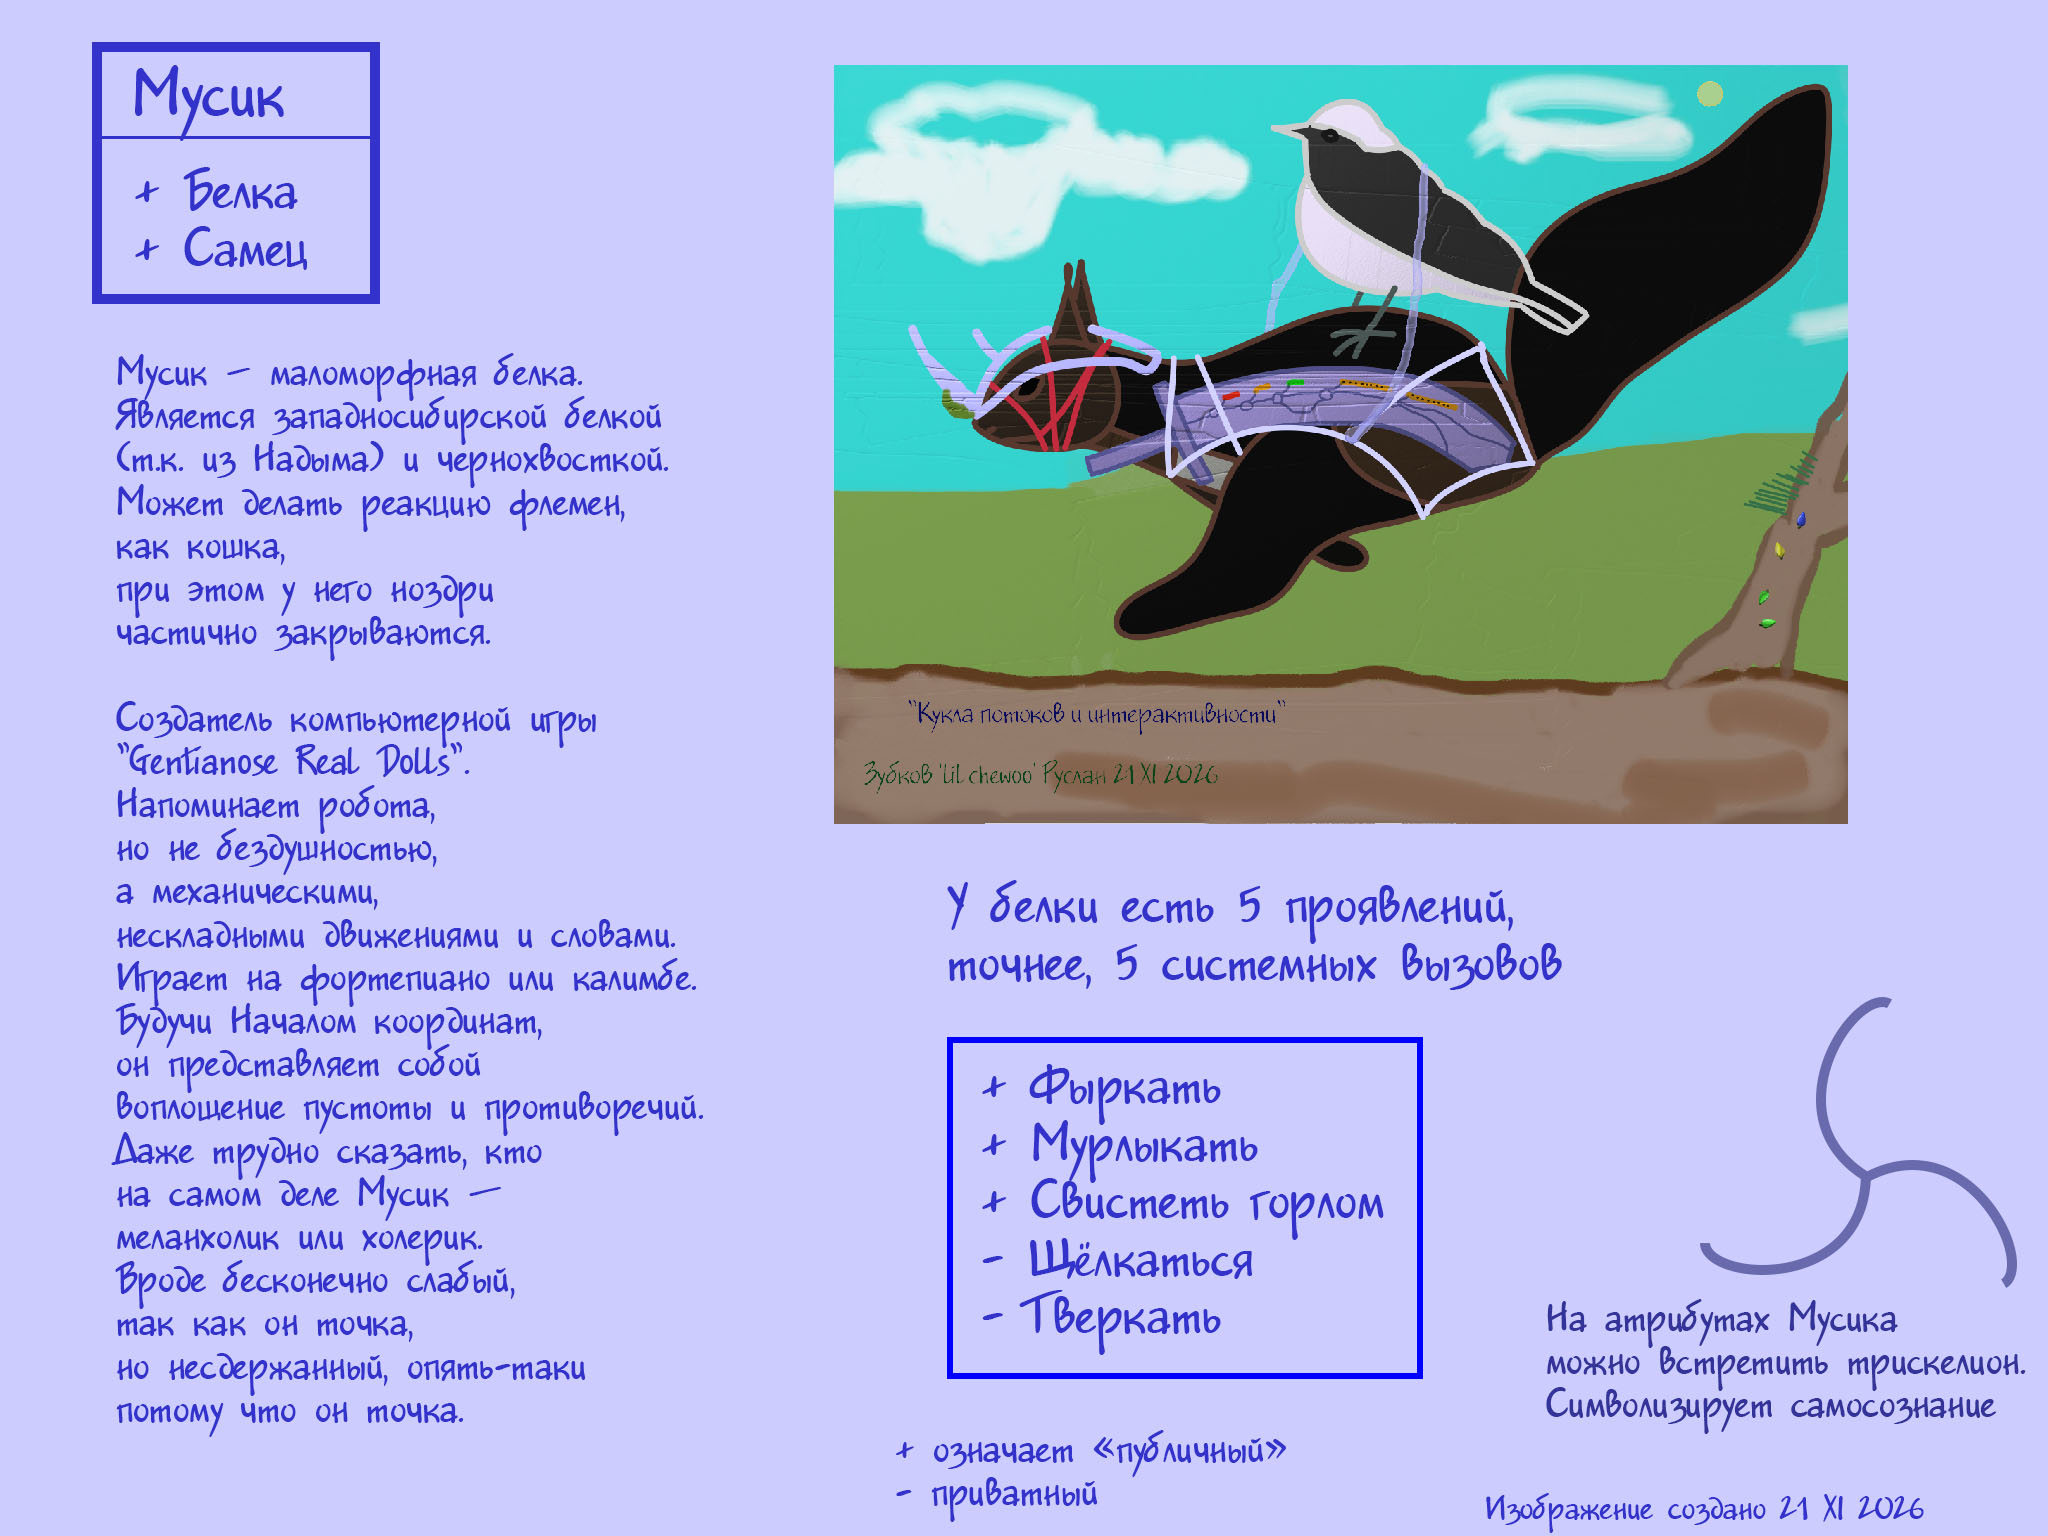 Мусик
+ Белка
+ Самец
Мусик — маломорфная белка.
Является западносибирской белкой
(т.к. из Надыма) и чернохвосткой.
Может делать реакцию флемен,
как кошка,
при этом у него ноздри
частично закрываются.
Создатель компьютерной игры
"Gentianose Real Dolls".
Напоминает робота,
но не бездушностью,
а механическими,
нескладными движениями и словами.
Играет на фортепиано или калимбе.
Будучи Началом координат,
он представляет собой
воплощение пустоты и противоречий.
Даже трудно сказать, кто
на самом деле Мусик —
меланхолик или холерик.
Вроде бесконечно слабый,
так как он точка,
но несдержанный, опять-таки
потому что он точка.
"Кукла потоков и интерактивности"
Зубков 'Lil chewoo' Руслан 21 XI 2026
У белки есть 5 проявлений,
точнее, 5 системных вызовов
+ Фыркать
+ Мурлыкать
+ Свистеть горлом
- Щёлкаться
- Тверкать
+ означает «публичный»
- приватный
На атрибутах Мусика
можно встретить трискелион.
Символизирует самосознание
Изображение создано 21 XI 2026